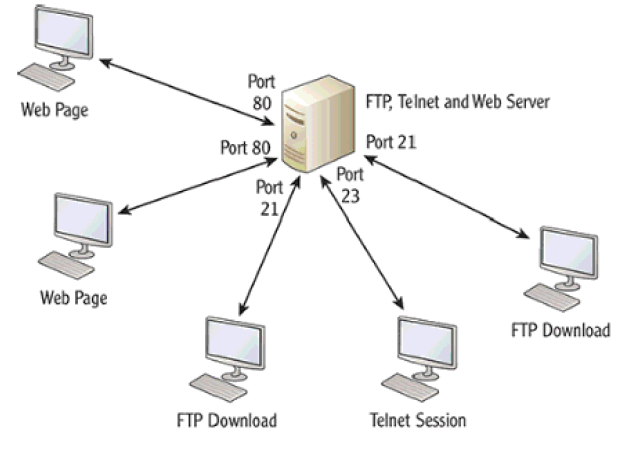 Port
80
FTP, Telnet and Web Server
Web Page
Port 80
Port 21
Port
21
Port
23
Web Page
FTP Download
FTP Download
Telnet Session